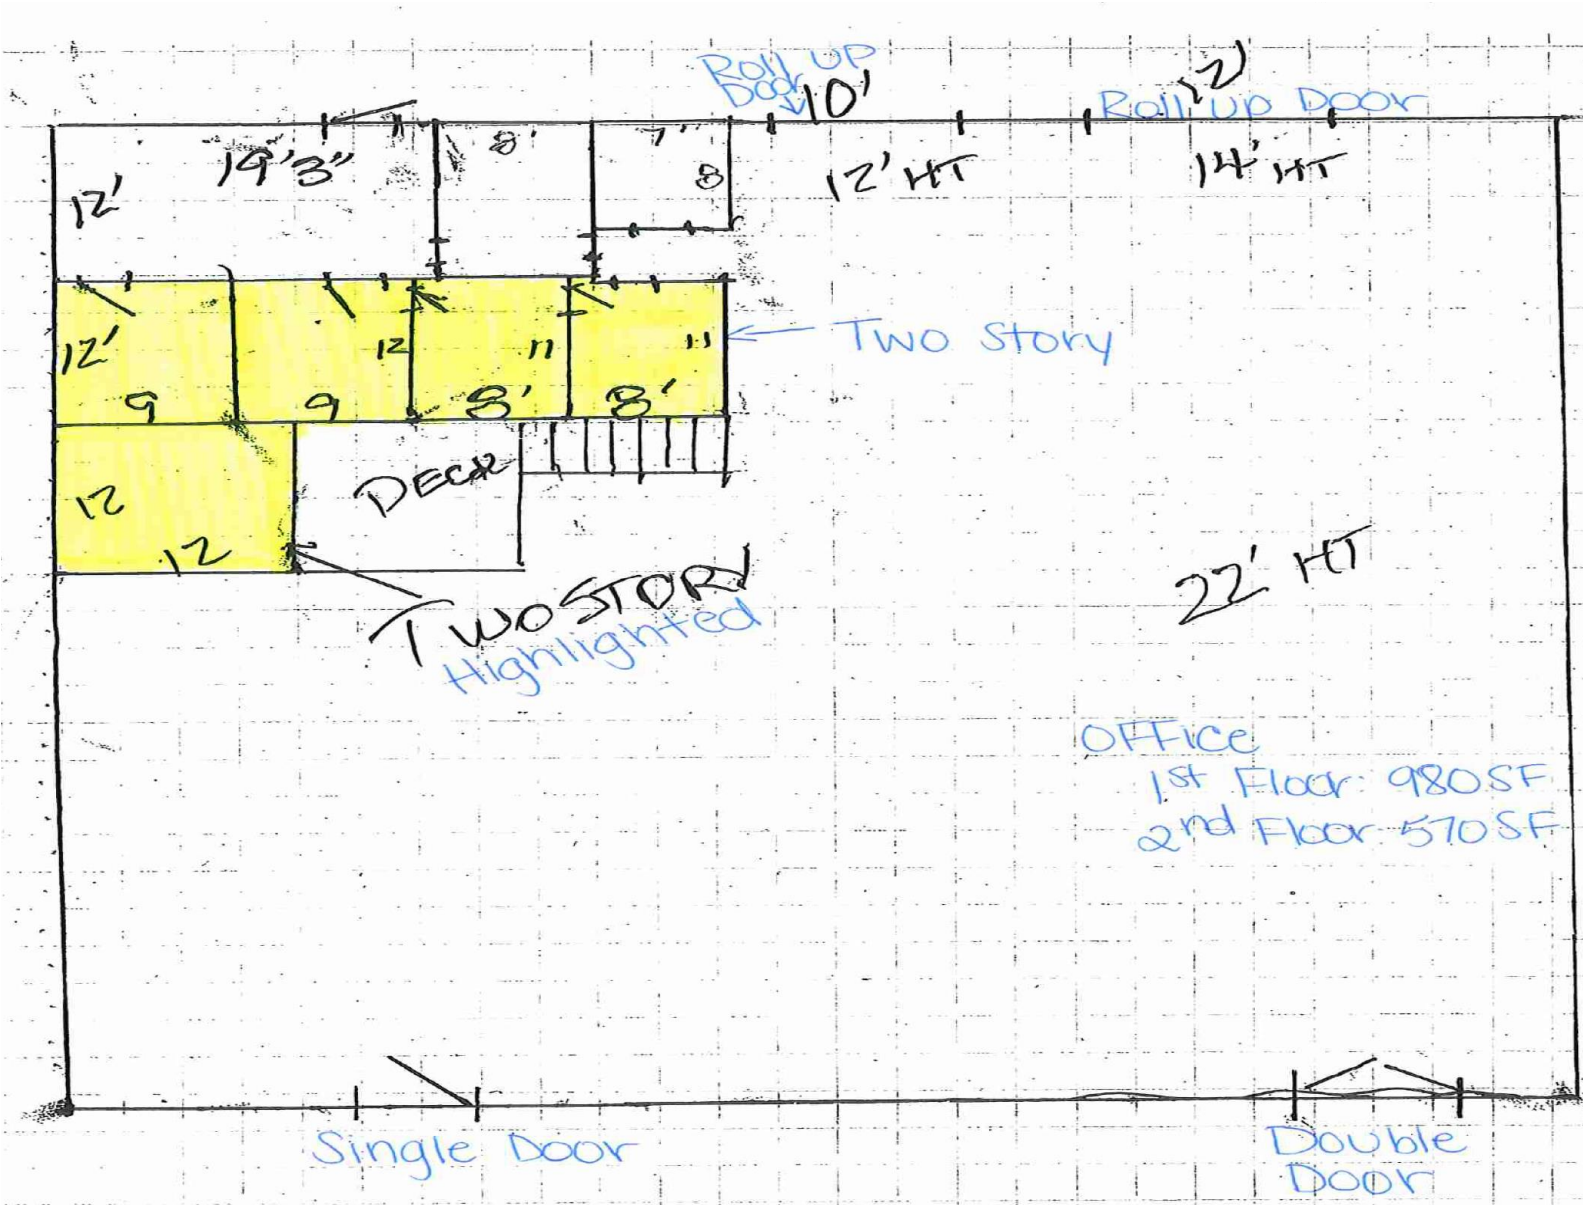 Roll UP
Door
10'
12'
Roll up Door
19'3"
8'
7'
8
12'
12' HT
14' HT
12'
12
11
11
9
9
8'
8'
Two Story
12
12
DECK
TWO STORY
Highlighted
22' HT
OFFice
1st Floor: 980SF
2nd Floor: 570SF
Single Door
Double
Door